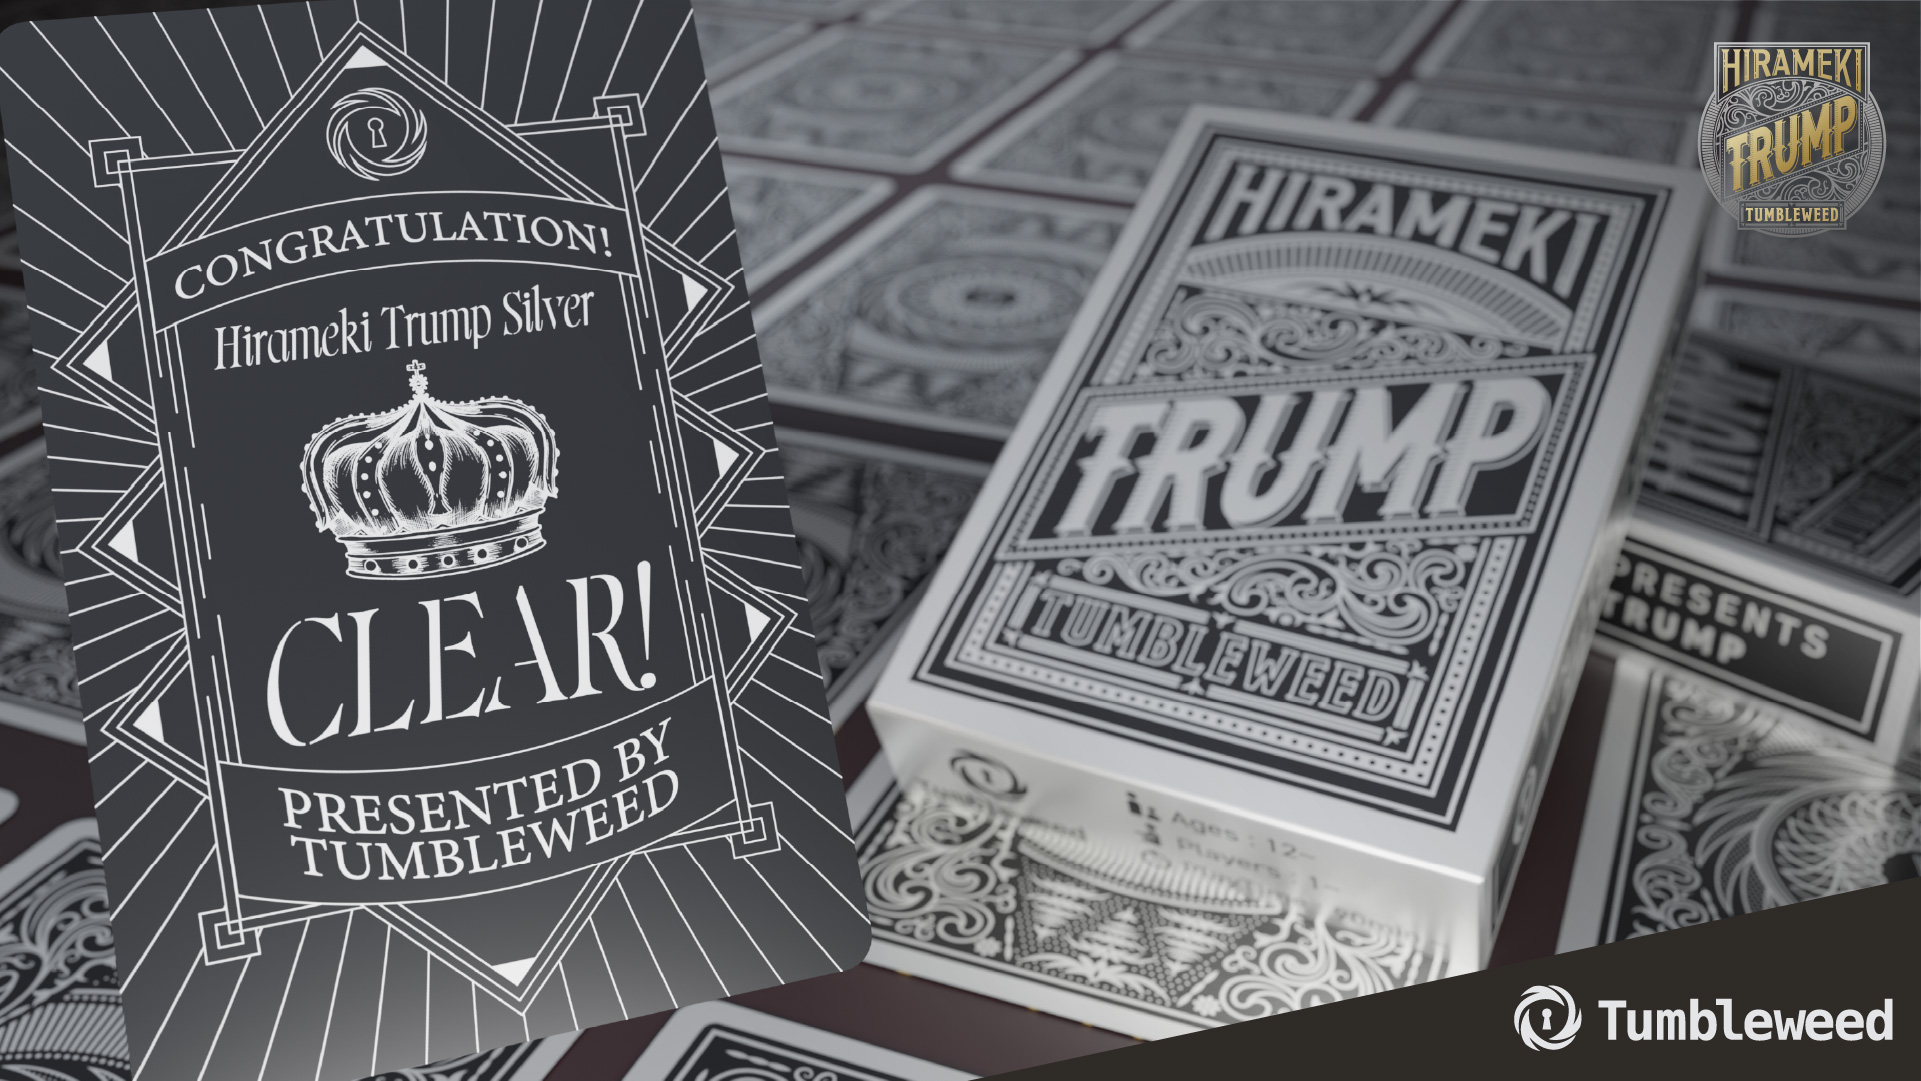 CONGRATULATION!
Hirameki Trump Silver
CLEAR!
PRESENTED BY
TUMBLEWEED
HIRAMEKI
TRUMP
TUMBLEWEED
Ages : 12~
Players : 1~
PRESENTS
TRUMP
HIRAMEKI
TRUMP
TUMBLEWEED
Tumbleweed